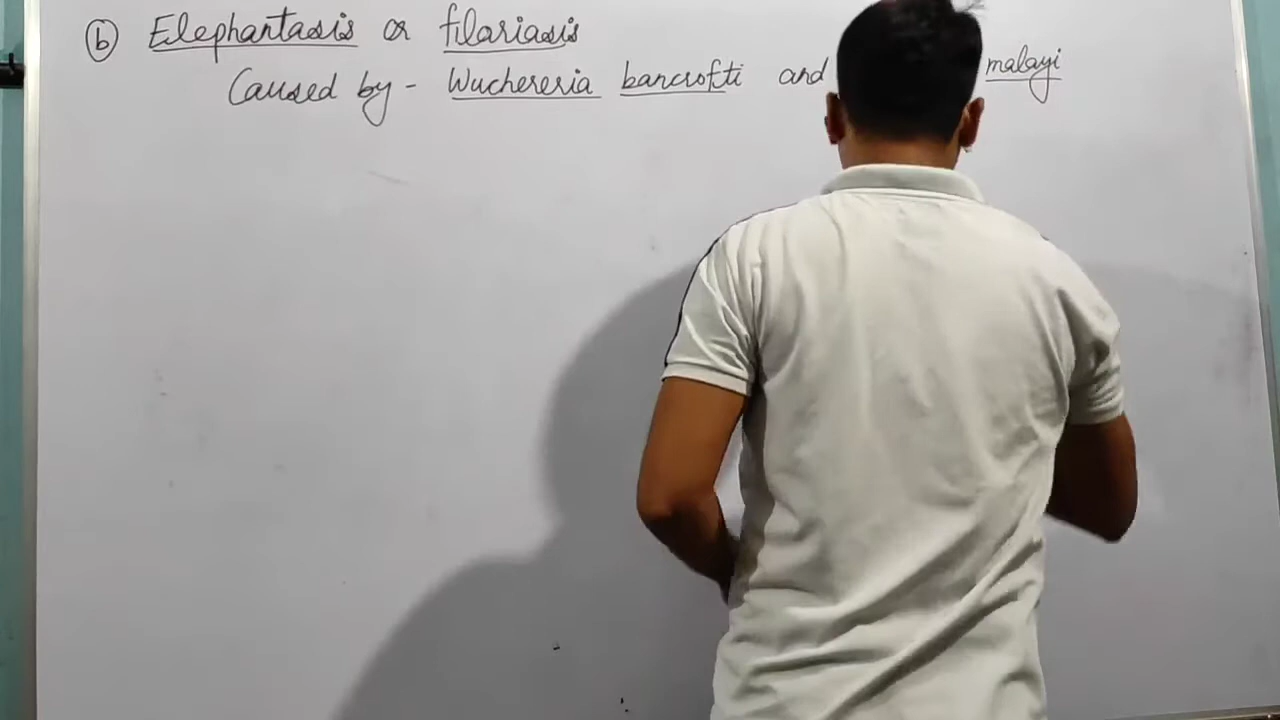 b Elephantasis or filariasis
Caused by - Wuchereria bancrofti and malayi